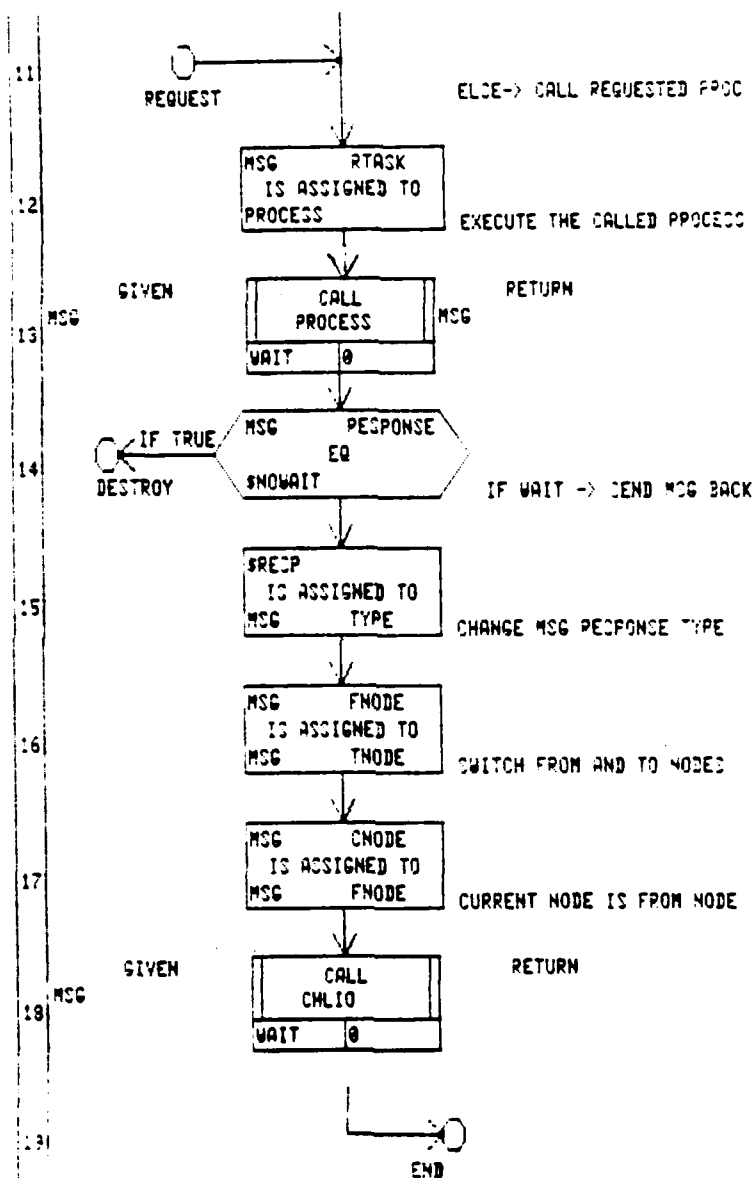 11
REQUEST
ELSE-> CALL REQUESTED PROC
MSG RTASK
IS ASSIGNED TO
PROCESS
12
EXECUTE THE CALLED PROCESS
GIVEN
RETURN
MSG
CALL
PROCESS
MSG
13
WAIT 0
IF TRUE
MSG RESPONSE
EQ
$NOWAIT
14
DESTROY
IF WAIT -> SEND MSG BACK
$RESP
IS ASSIGNED TO
MSG TYPE
15
CHANGE MSG RESPONSE TYPE
MSG FNODE
IS ASSIGNED TO
MSG TNODE
16
SWITCH FROM AND TO NODES
MSG CNODE
IS ASSIGNED TO
MSG FNODE
17
CURRENT NODE IS FROM NODE
GIVEN
RETURN
MSG
CALL
CHLIO
18
WAIT 0
19
END